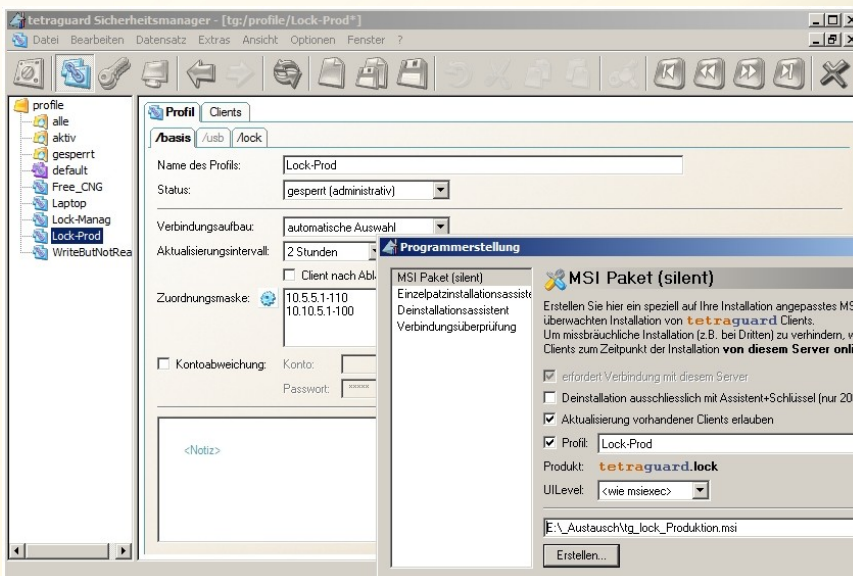 tetraguard Sicherheitsmanager - [tg:/profile/Lock-Prod*]
Datei Bearbeiten Datensatz Extras Ansicht Optionen Fenster ?
profile
alle
aktiv
gesperrt
default
Free_CNG
Laptop
Lock-Manag
Lock-Prod
WriteButNotRea
Profil Clients
/basis /usb /lock
Name des Profils: Lock-Prod
Status: gesperrt (administrativ)
Verbindungsaufbau: automatische Auswahl
Aktualisierungsintervall: 2 Stunden
Client nach Abl
Zuordnungsmaske: 10.5.5.1-110
10.10.5.1-100
Kontoabweichung: Konto:
Passwort: xxxxx
<Notiz>
Programmerstellung
MSI Paket (silent)
Einzelpatzinstallationsassiste
Deinstallationsassistent
Verbindungsüberprüfung
MSI Paket (silent)
Erstellen Sie hier ein speziell auf Ihre Installation angepasstes MS
überwachten Installation von tetraguard Clients.
Um missbräuchliche Installation (z.B. bei Dritten) zu verhindern, w
Clients zum Zeitpunkt der Installation von diesem Server onli
erfordert Verbindung mit diesem Server
Deinstallation ausschliesslich mit Assistent+Schlüssel (nur 20
Aktualisierung vorhandener Clients erlauben
Profil: Lock-Prod
Produkt: tetraguard.lock
UILevel: <wie msiexec>
E:\_Austausch\tg_lock_Produktion.msi
Erstellen...